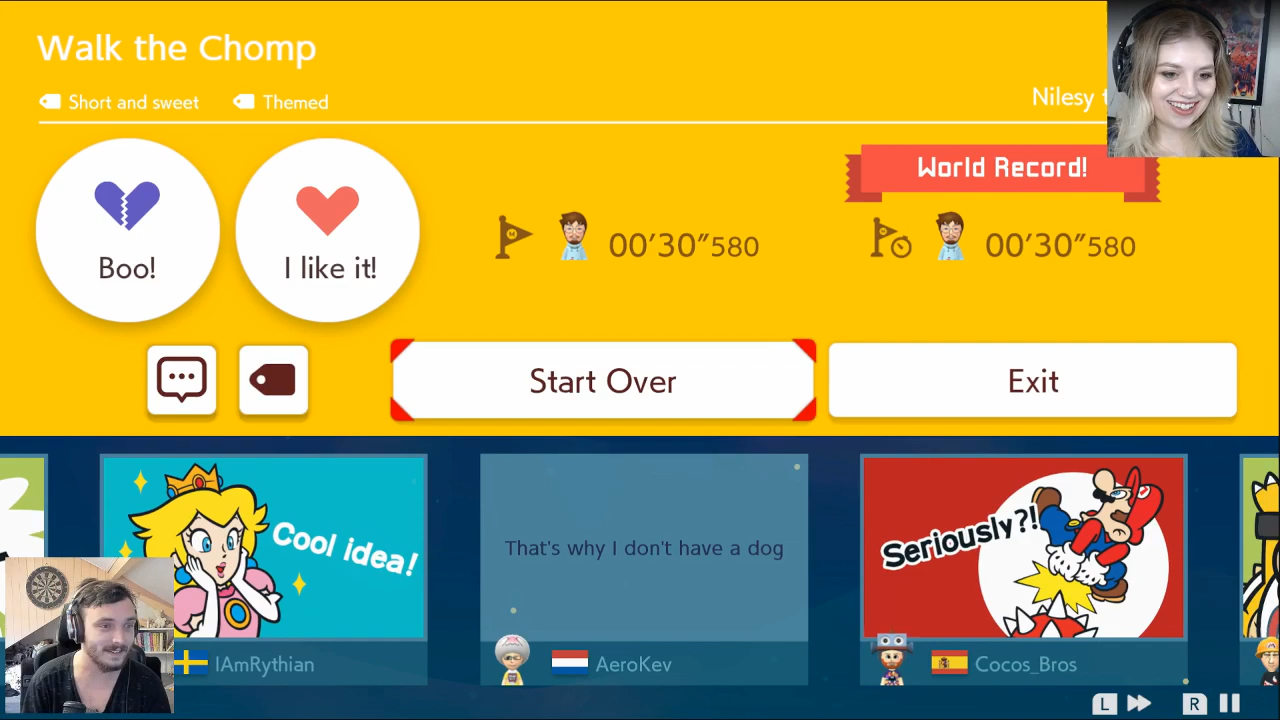 Walk the Chomp
Short and sweet
Themed
Nilesy
World Record!
Boo!
I like it!
00'30"580
00'30"580
Start Over
Exit
Cool idea!
That's why I don't have a dog
Seriously?!
IAmRythian
AeroKev
Cocos_Bros
L
R